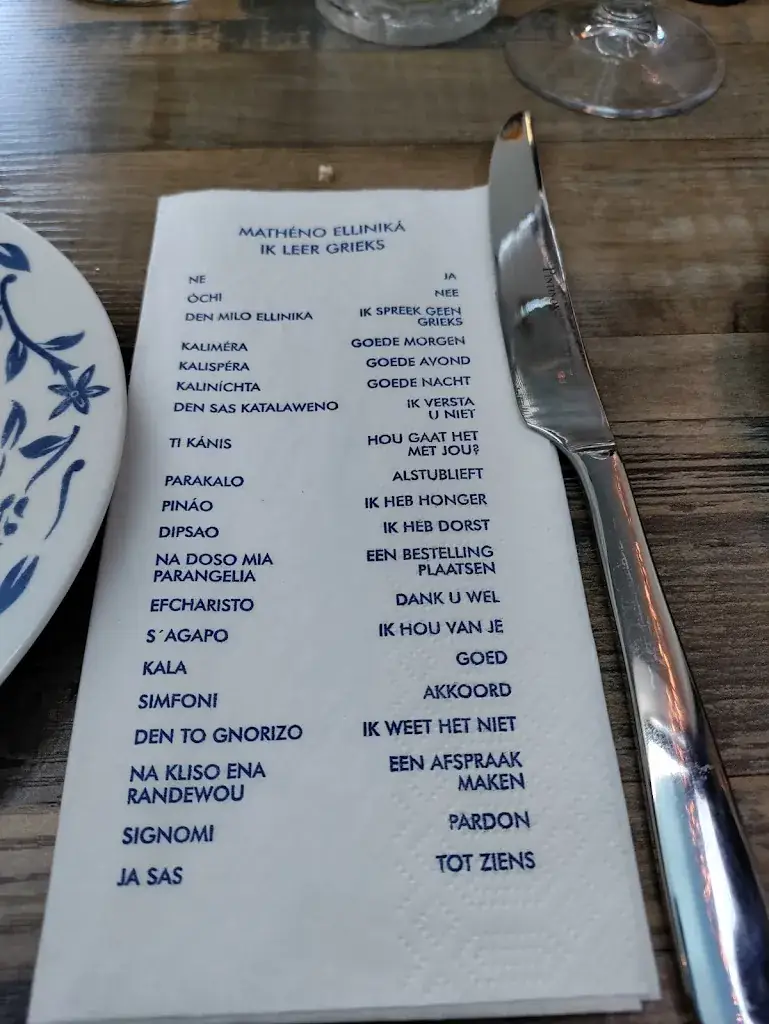 MATHÉNO ELLINIKÁ
IK LEER GRIEKS
NE JA
ÓCHI NEE
DEN MILO ELLINIKA IK SPREEK GEEN
GRIEKS
KALIMÉRA GOEDE MORGEN
KALISPÉRA GOEDE AVOND
KALINÍCHTA GOEDE NACHT
DEN SAS KATALAWENO IK VERSTA
U NIET
TI KÁNIS HOU GAAT HET
MET JOU?
PARAKALO ALSTUBLIEFT
PINÁO IK HEB HONGER
DIPSAO IK HEB DORST
NA DOSO MIA EEN BESTELLING
PARANGELIA PLAATSEN
EFCHARISTO DANK U WEL
S´AGAPO IK HOU VAN JE
KALA GOED
SIMFONI AKKOORD
DEN TO GNORIZO IK WEET HET NIET
NA KLISO ENA EEN AFSPRAAK
RANDEWOU MAKEN
SIGNOMI PARDON
JA SAS TOT ZIENS